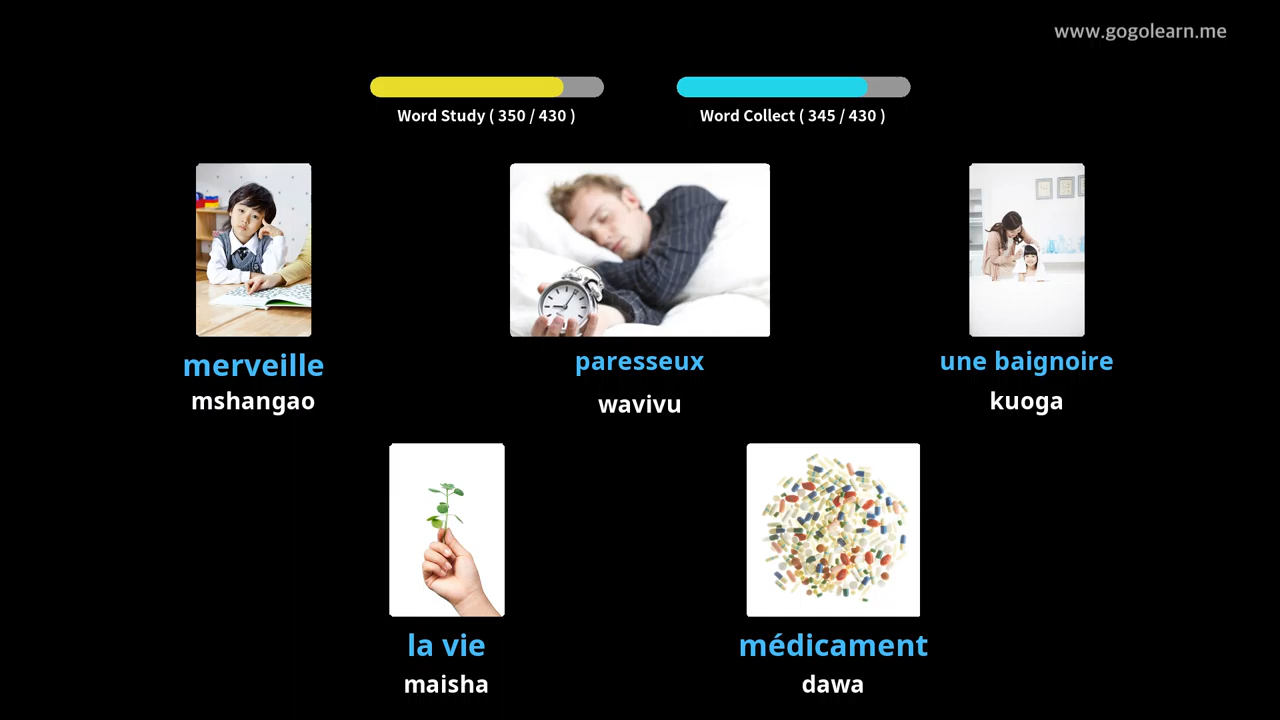 www.gogolearn.me
Word Study ( 350 / 430 )
Word Collect ( 345 / 430 )
merveille
mshangao
paresseux
wavivu
une baignoire
kuoga
la vie
maisha
médicament
dawa